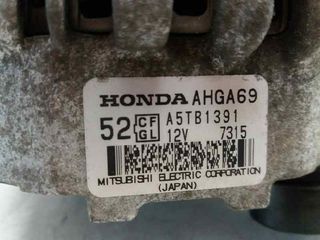 HONDA AHGA69
52 CF GL A5TB1391
12V 7315
MITSUBISHI ELECTRIC CORPORATION
(JAPAN)